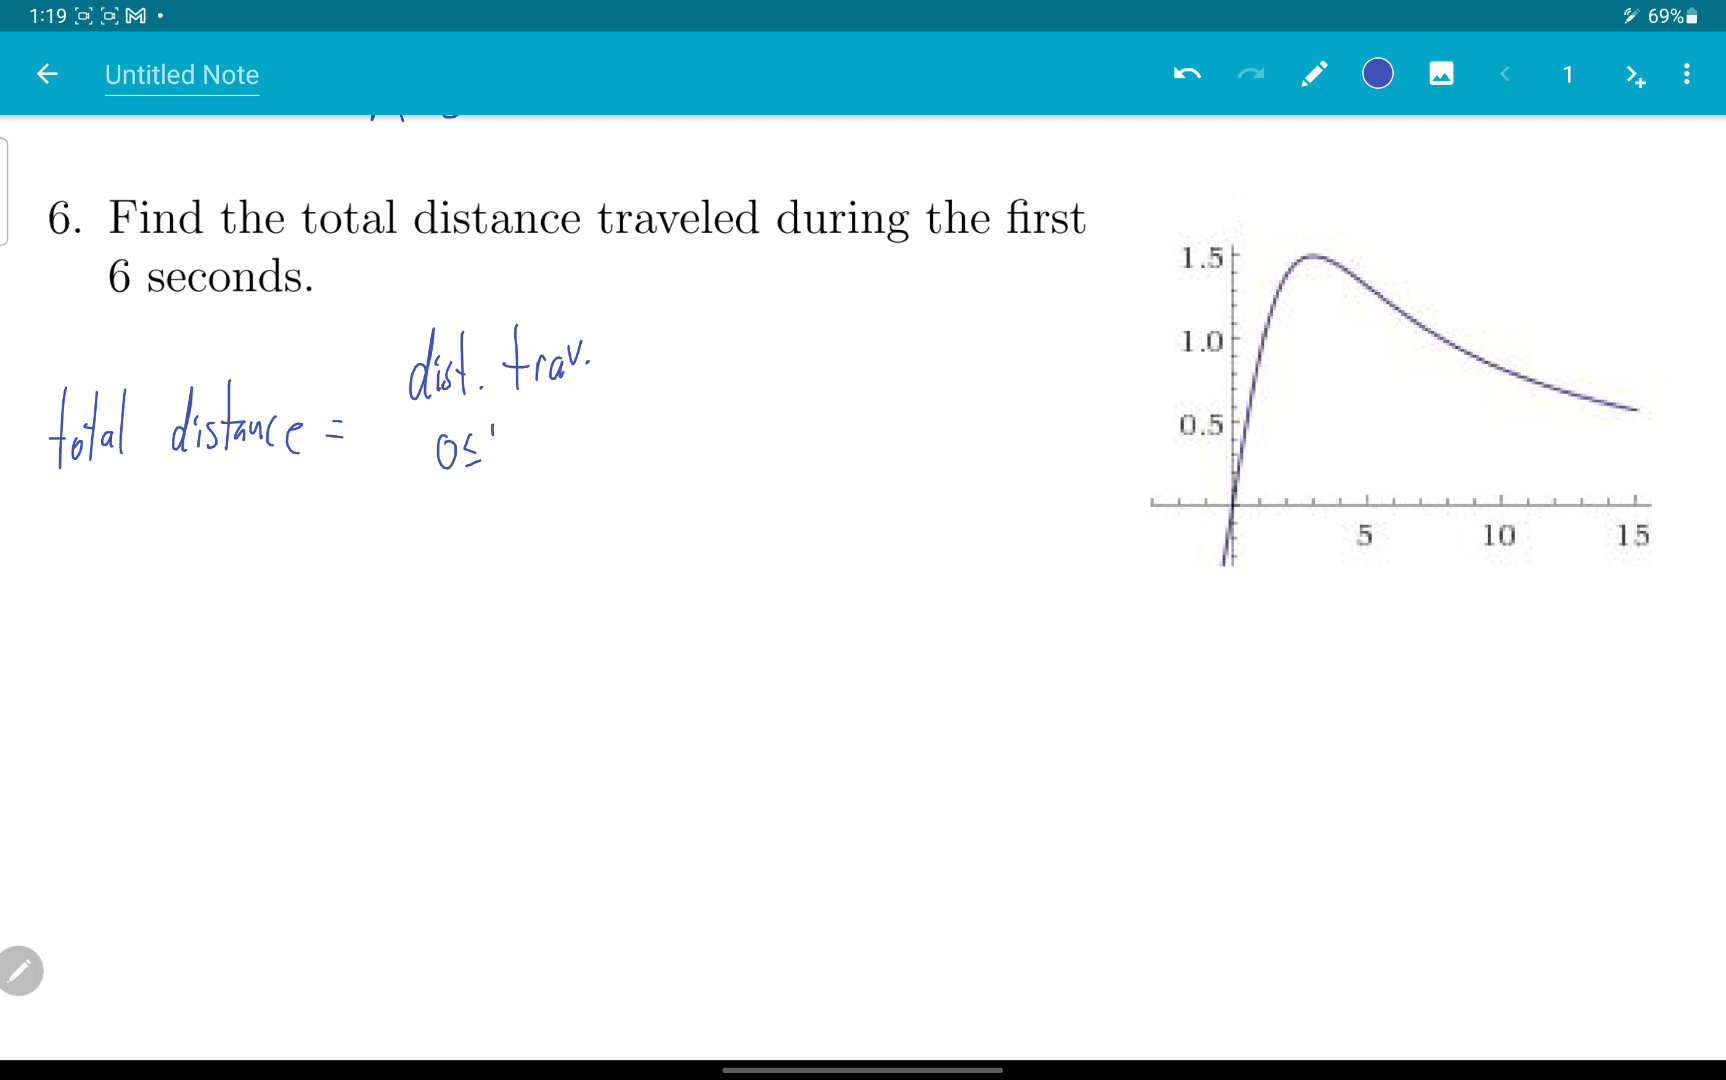 1:19
69%
Untitled Note
1
6. Find the total distance traveled during the first
6 seconds.
dist. trav.
total distance =
0≤
1.5
1.0
0.5
5 10 15